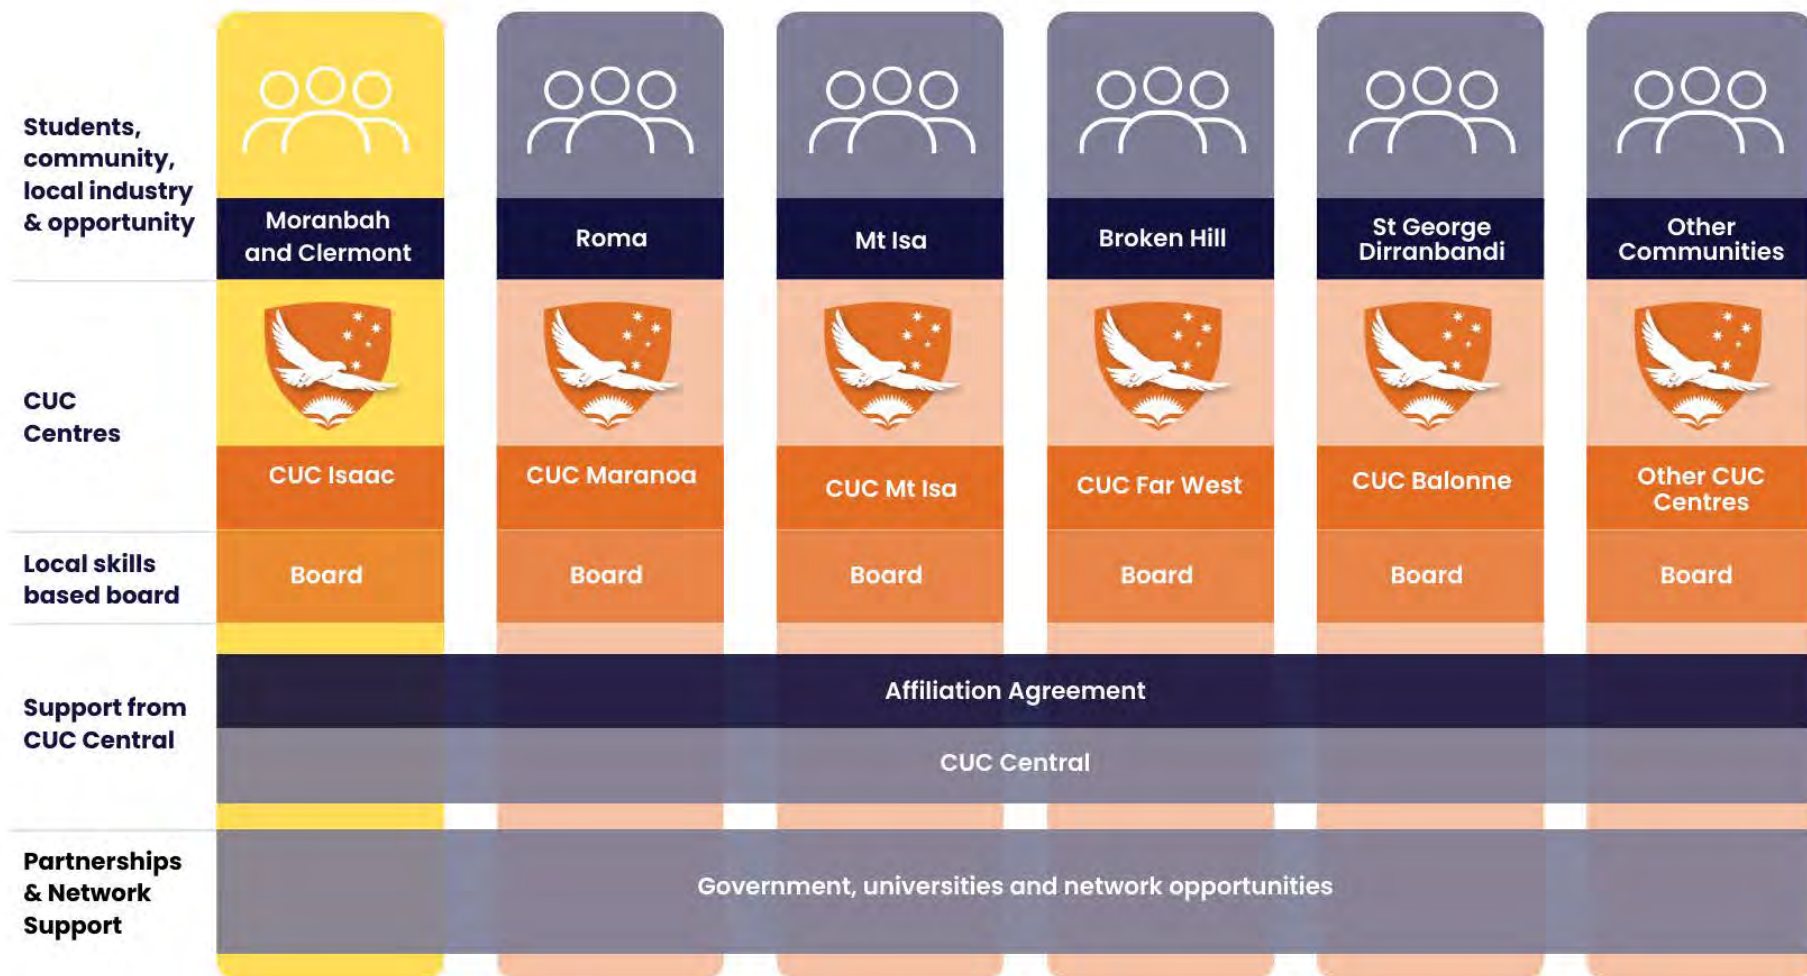 Students,
community,
local industry
& opportunity
Moranbah
and Clermont
Roma
Mt Isa
Broken Hill
St George
Dirranbandi
Other
Communities
CUC
Centres
CUC Isaac
CUC Maranoa
CUC Mt Isa
CUC Far West
CUC Balonne
Other CUC
Centres
Local skills
based board
Board
Board
Board
Board
Board
Board
Support from
CUC Central
Affiliation Agreement
CUC Central
Partnerships
& Network
Support
Government, universities and network opportunities